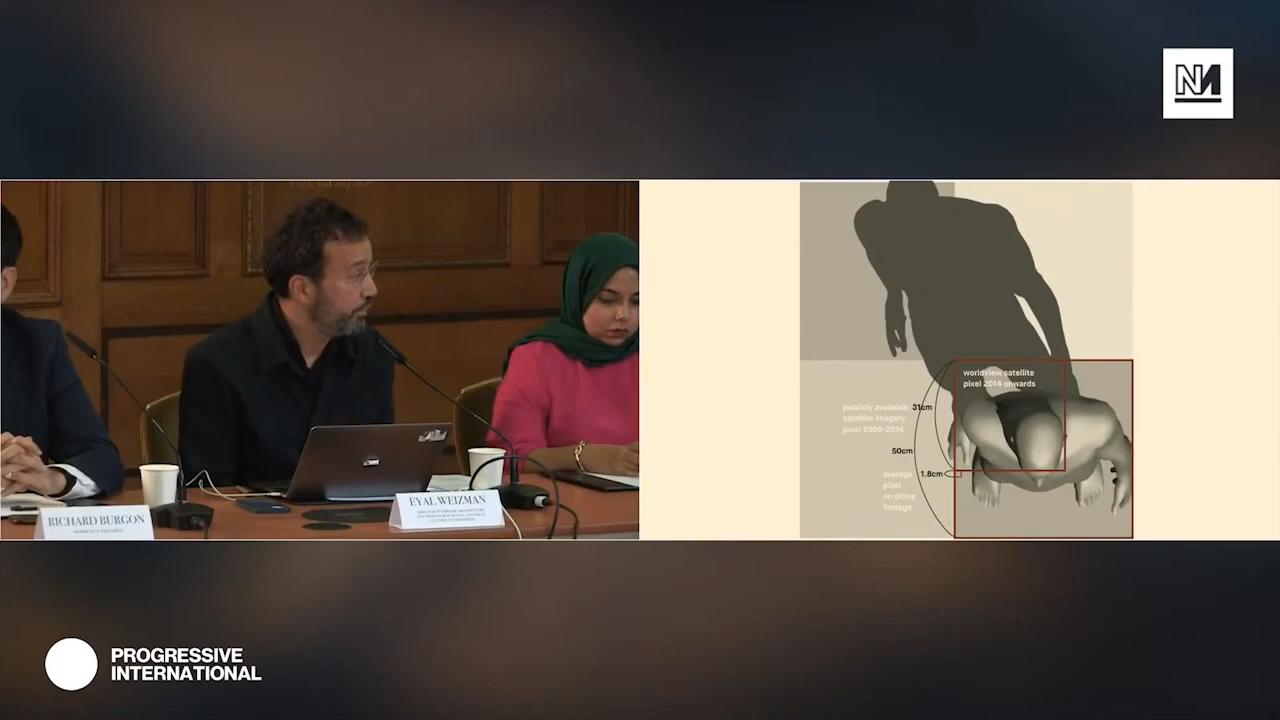 NM
RICHARD BURGON
EYAL WEIZMAN
worldview satellite
pixel 2014 onwards
publicly available
satellite imagery
pixel 2008-2014
31cm
50cm
average
pixel
on drone
footage
1.8cm
PROGRESSIVE
INTERNATIONAL